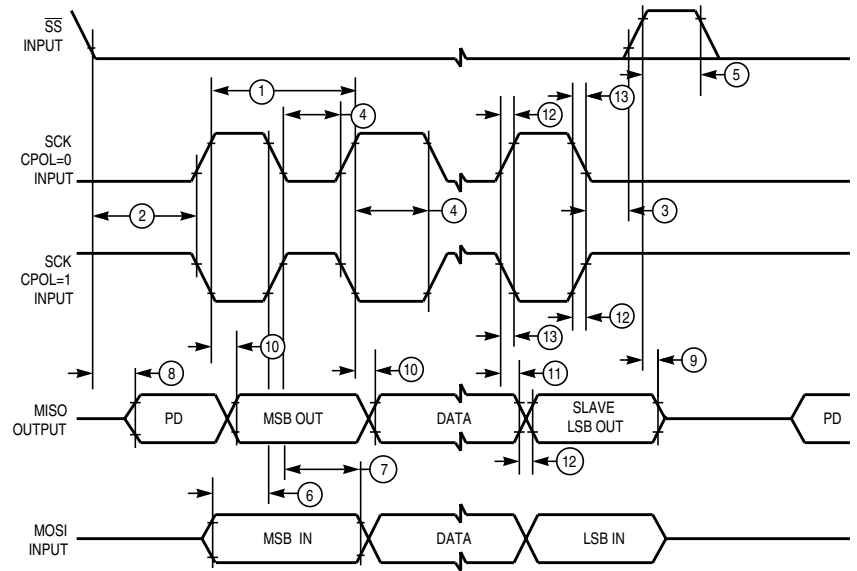 SS
INPUT
5
1
4
12
13
SCK
CPOL=0
INPUT
2
4
3
SCK
CPOL=1
INPUT
12
13
8
10
10
11
9
MISO
OUTPUT
PD
MSB OUT
DATA
SLAVE
LSB OUT
PD
7
12
6
MOSI
INPUT
MSB IN
DATA
LSB IN